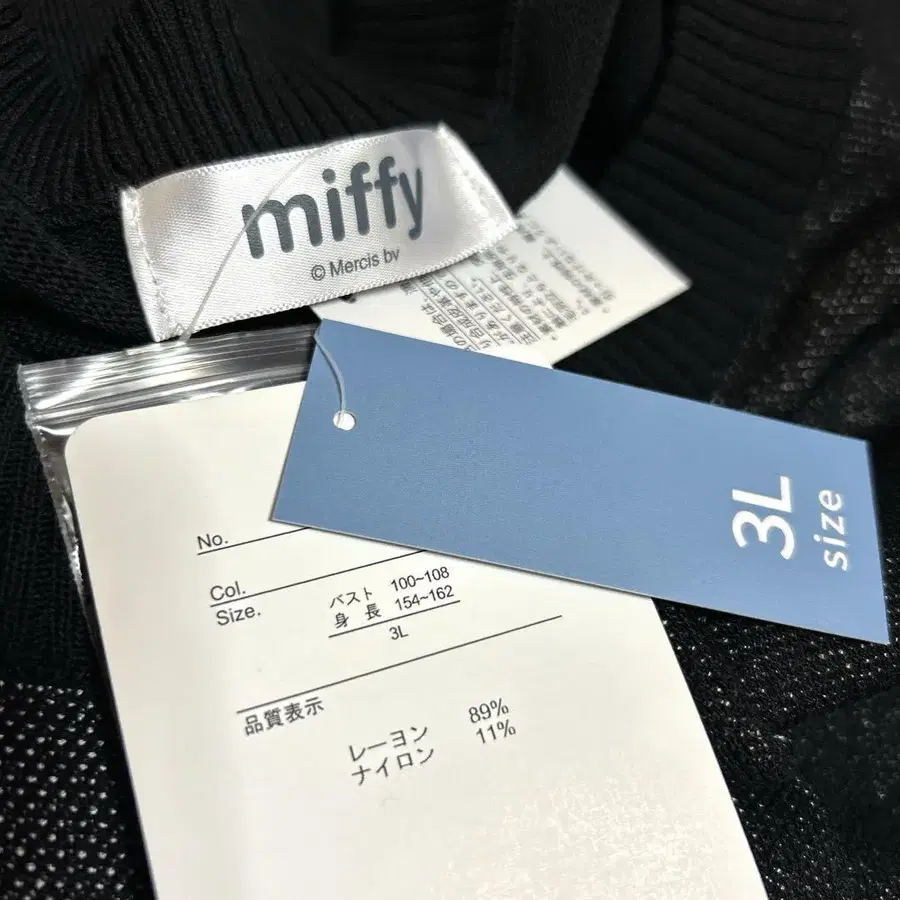 miffy
© Mercis bv
3L
size
No.
Col.
Size.
バスト 100~108
身 長 154~162
3L
品質表示
レーヨン 89%
ナイロン 11%